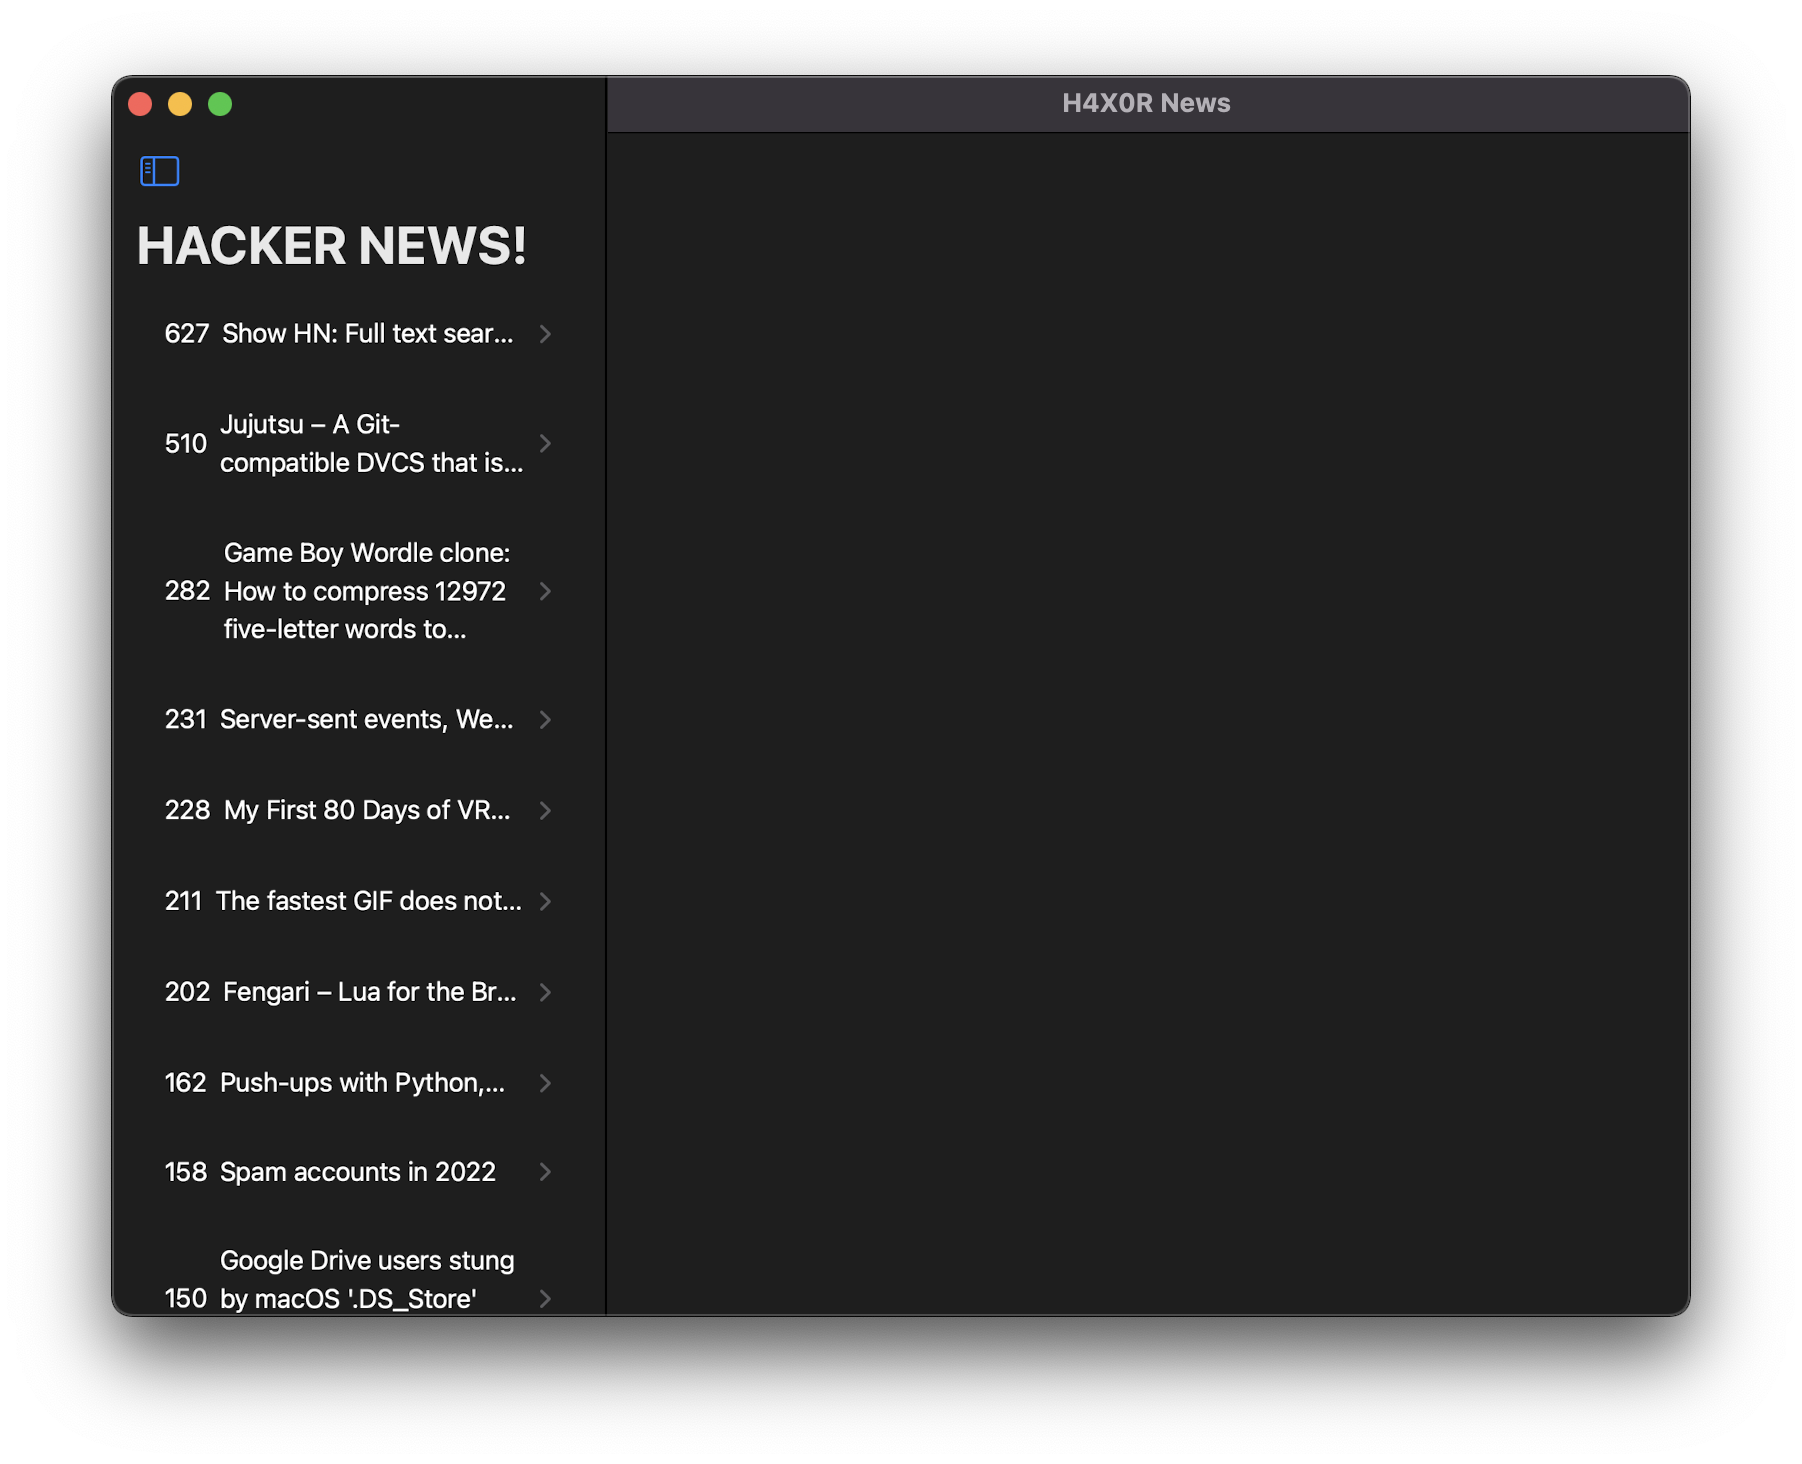 H4X0R News
HACKER NEWS!
627 Show HN: Full text sear...
Jujutsu – A Git-
510 compatible DVCS that is...
Game Boy Wordle clone:
282 How to compress 12972
five-letter words to...
231 Server-sent events, We...
228 My First 80 Days of VR...
211 The fastest GIF does not...
202 Fengari – Lua for the Br...
162 Push-ups with Python,...
158 Spam accounts in 2022
Google Drive users stung
150 by macOS '.DS_Store'